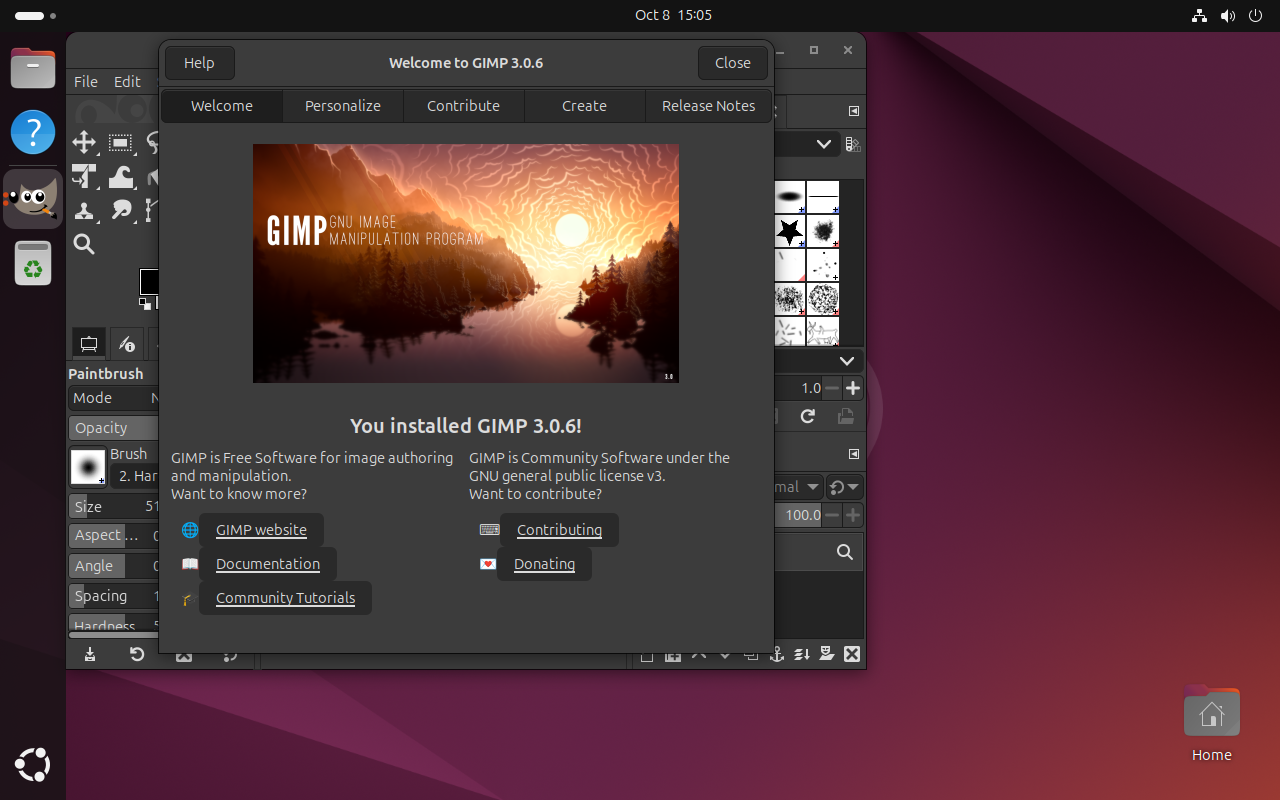 Oct 8 15:05
Help
Welcome to GIMP 3.0.6
Close
File Edit
Welcome
Personalize
Contribute
Create
Release Notes
GIMP GNU IMAGE
MANIPULATION PROGRAM
3.0
You installed GIMP 3.0.6!
GIMP is Free Software for image authoring
and manipulation.
Want to know more?
GIMP website
Documentation
Community Tutorials
GIMP is Community Software under the
GNU general public license v3.
Want to contribute?
Contributing
Donating
Paintbrush
Mode
Opacity
Brush
2. Har
Size 51
Aspect ...
Angle
Spacing
Hardness
1.0
mal
100.0
Home